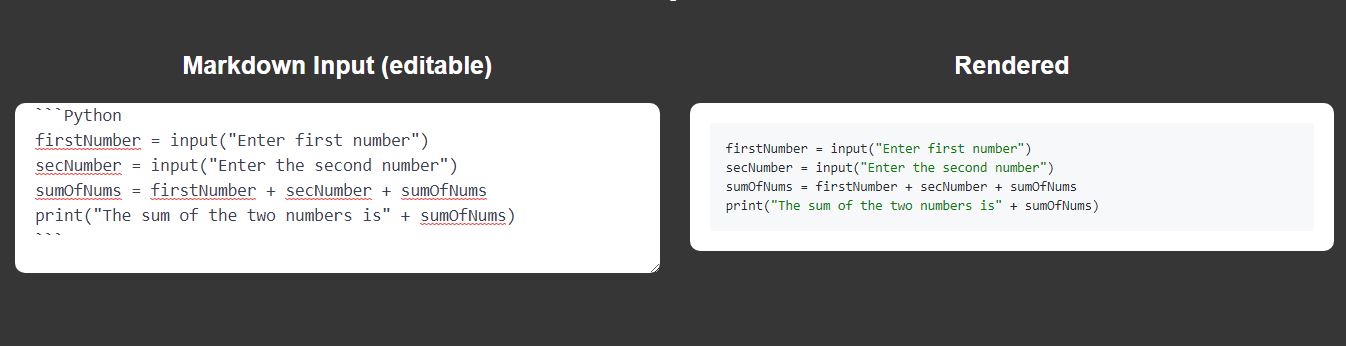 Markdown Input (editable)
```Python
firstNumber = input("Enter first number")
secNumber = input("Enter the second number")
sumOfNums = firstNumber + secNumber + sumOfNums
print("The sum of the two numbers is" + sumOfNums)
```
Rendered
firstNumber = input("Enter first number")
secNumber = input("Enter the second number")
sumOfNums = firstNumber + secNumber + sumOfNums
print("The sum of the two numbers is" + sumOfNums)